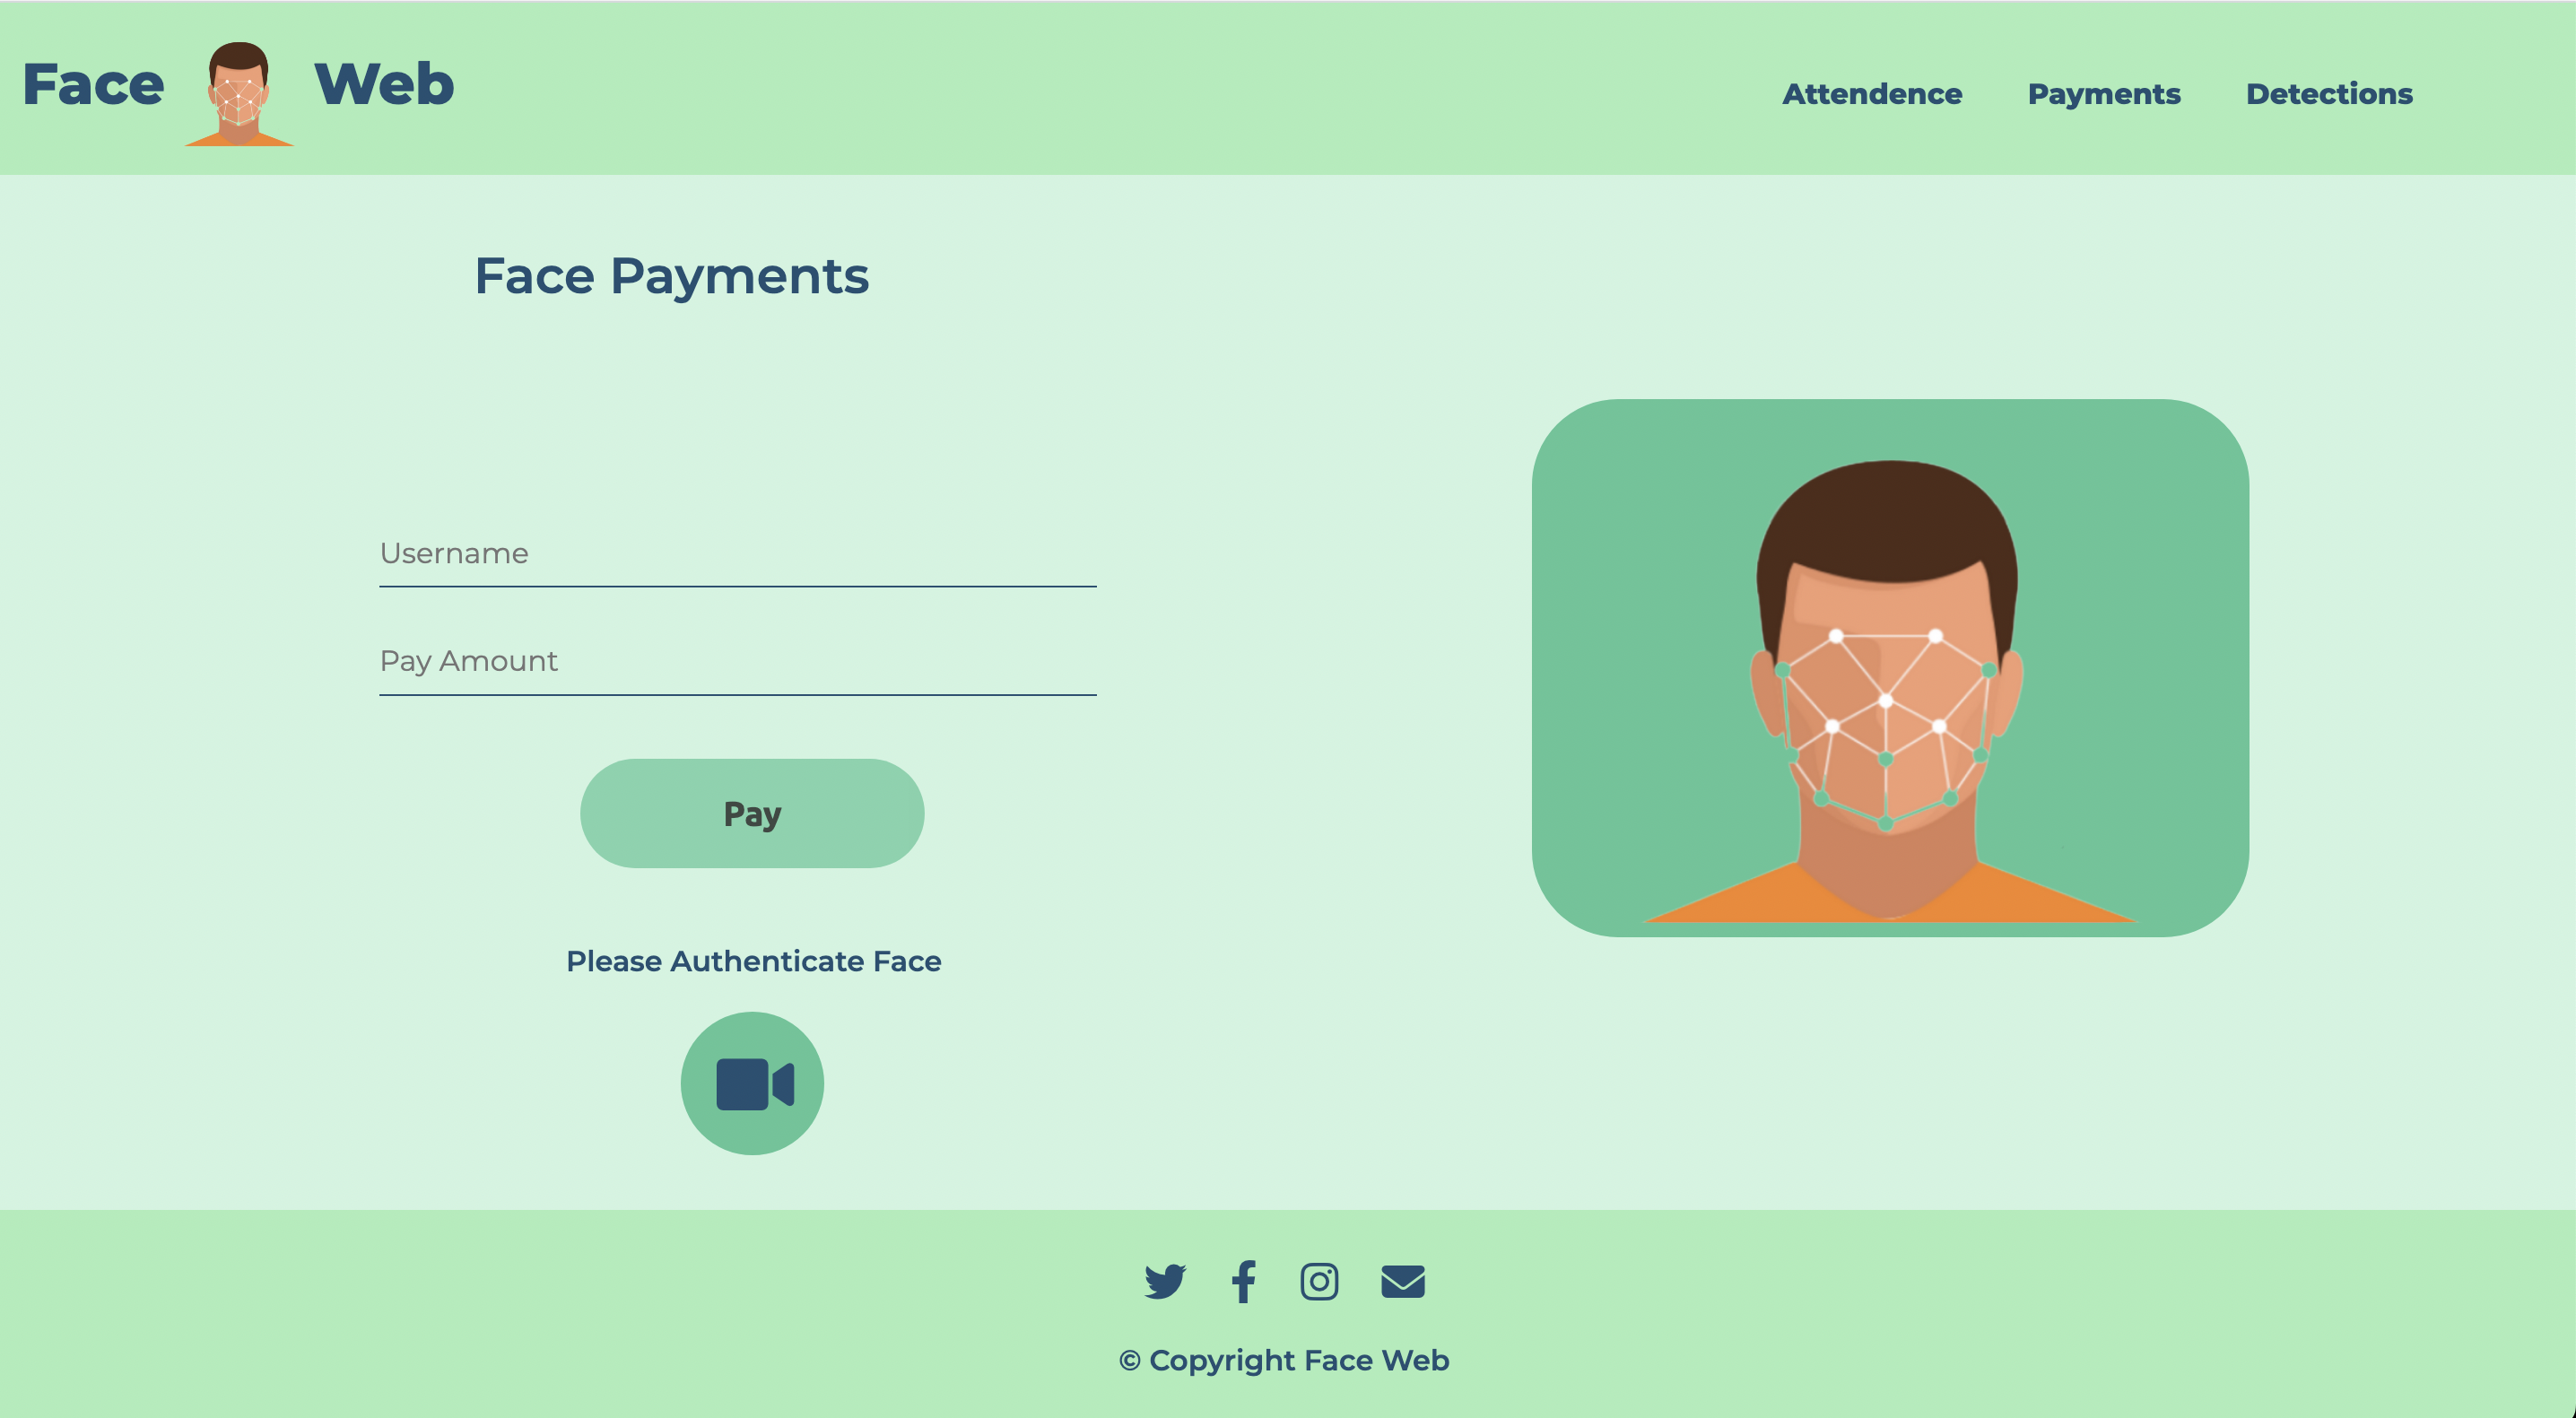 Face Web
Attendence Payments Detections
Face Payments
Username
Pay Amount
Pay
Please Authenticate Face
© Copyright Face Web